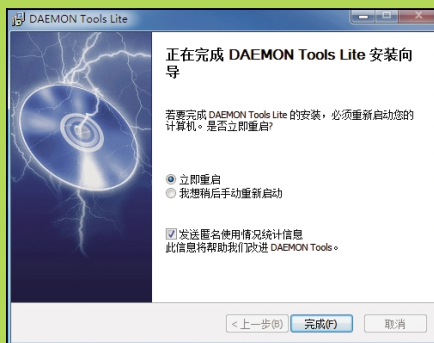 DAEMON Tools Lite
正在完成 DAEMON Tools Lite 安装向
导
若要完成 DAEMON Tools Lite 的安装，必须重新启动您的
计算机。是否立即重启?
立即重启
我想稍后手动重新启动
发送匿名使用情况统计信息
此信息将帮助我们改进 DAEMON Tools。
<上一步(B) 完成(F) 取消